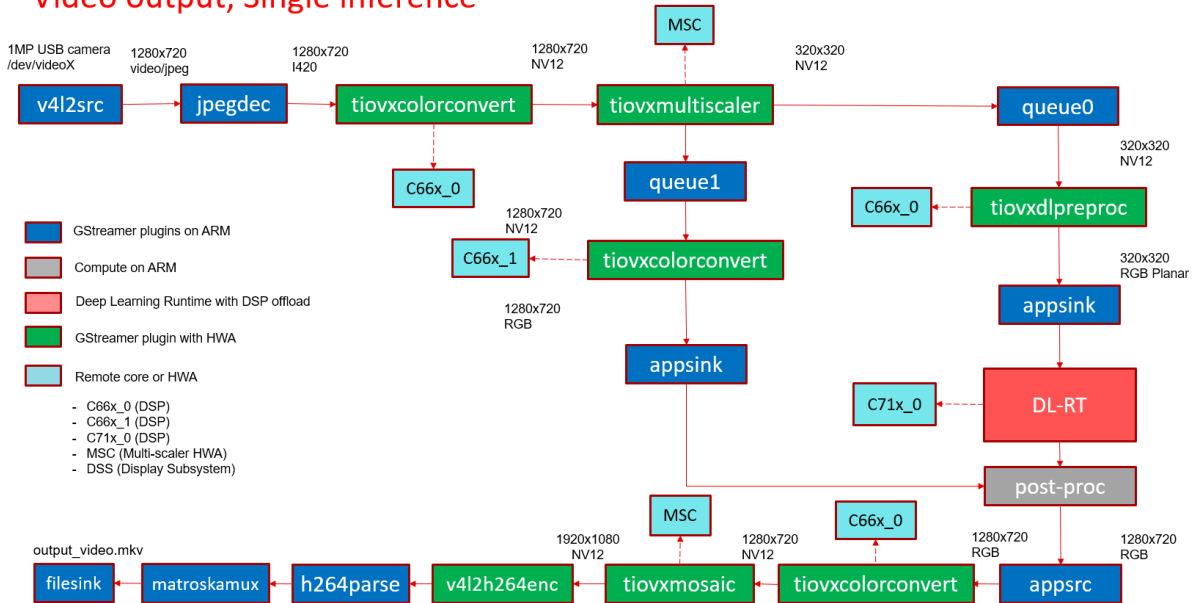 Video output, Single Inference
1MP USB camera
/dev/videoX
1280x720
video/jpeg
1280x720
I420
1280x720
NV12
MSC
320x320
NV12
v4l2src
jpegdec
tiovxcolorconvert
tiovxmultiscaler
queue0
C66x_0
queue1
320x320
NV12
C66x_0
tiovxdlpreproc
1280x720
NV12
C66x_1
tiovxcolorconvert
320x320
RGB Planar
1280x720
RGB
appsink
appsink
GStreamer plugins on ARM
Compute on ARM
Deep Learning Runtime with DSP offload
GStreamer plugin with HWA
Remote core or HWA
- C66x_0 (DSP)
- C66x_1 (DSP)
- C71x_0 (DSP)
- MSC (Multi-scaler HWA)
- DSS (Display Subsystem)
C71x_0
DL-RT
post-proc
MSC
C66x_0
output_video.mkv
1920x1080
NV12
1280x720
NV12
1280x720
RGB
1280x720
RGB
filesink
matroskamux
h264parse
v4l2h264enc
tiovxmosaic
tiovxcolorconvert
appsrc